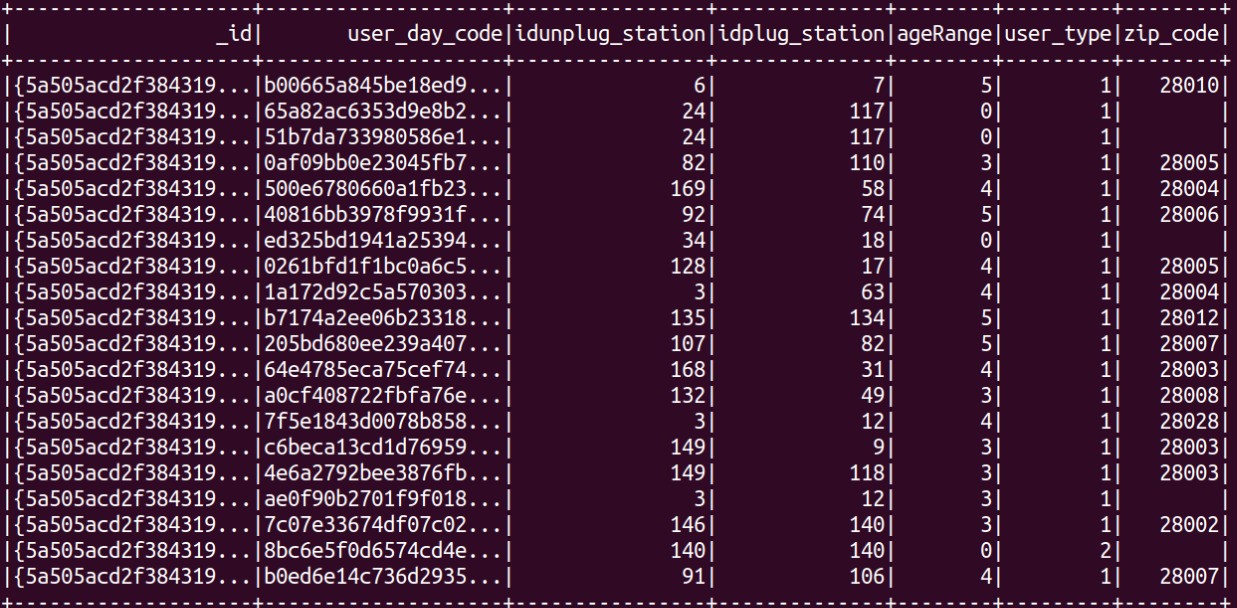 +--------------------+--------------------+----------------+--------------+--------+---------+--------+
|                 _id|       user_day_code|idunplug_station|idplug_station|ageRange|user_type|zip_code|
+--------------------+--------------------+----------------+--------------+--------+---------+--------+
|{5a505acd2f384319...|b00665a845be18ed9...|               6|             7|       5|        1|   28010|
|{5a505acd2f384319...|65a82ac6353d9e8b2...|              24|           117|       0|        1|        |
|{5a505acd2f384319...|51b7da733980586e1...|              24|           117|       0|        1|        |
|{5a505acd2f384319...|0af09bb0e23045fb7...|              82|           110|       3|        1|   28005|
|{5a505acd2f384319...|500e6780660a1fb23...|             169|            58|       4|        1|   28004|
|{5a505acd2f384319...|40816bb3978f9931f...|              92|            74|       5|        1|   28006|
|{5a505acd2f384319...|ed325bd1941a25394...|              34|            18|       0|        1|        |
|{5a505acd2f384319...|0261bfd1f1bc0a6c5...|             128|            17|       4|        1|   28005|
|{5a505acd2f384319...|1a172d92c5a570303...|               3|            63|       4|        1|   28004|
|{5a505acd2f384319...|b7174a2ee06b23318...|             135|           134|       5|        1|   28012|
|{5a505acd2f384319...|205bd680ee239a407...|             107|            82|       5|        1|   28007|
|{5a505acd2f384319...|64e4785eca75cef74...|             168|            31|       4|        1|   28003|
|{5a505acd2f384319...|a0cf408722fbfa76e...|             132|            49|       3|        1|   28008|
|{5a505acd2f384319...|7f5e1843d0078b858...|               3|            12|       4|        1|   28028|
|{5a505acd2f384319...|c6beca13cd1d76959...|             149|             9|       3|        1|   28003|
|{5a505acd2f384319...|4e6a2792bee3876fb...|             149|           118|       3|        1|   28003|
|{5a505acd2f384319...|ae0f90b2701f9f018...|               3|            12|       3|        1|        |
|{5a505acd2f384319...|7c07e33674df07c02...|             146|           140|       3|        1|   28002|
|{5a505acd2f384319...|8bc6e5f0d6574cd4e...|             140|           140|       0|        2|        |
|{5a505acd2f384319...|b0ed6e14c736d2935...|              91|           106|       4|        1|   28007|
+--------------------+--------------------+----------------+--------------+--------+---------+--------+